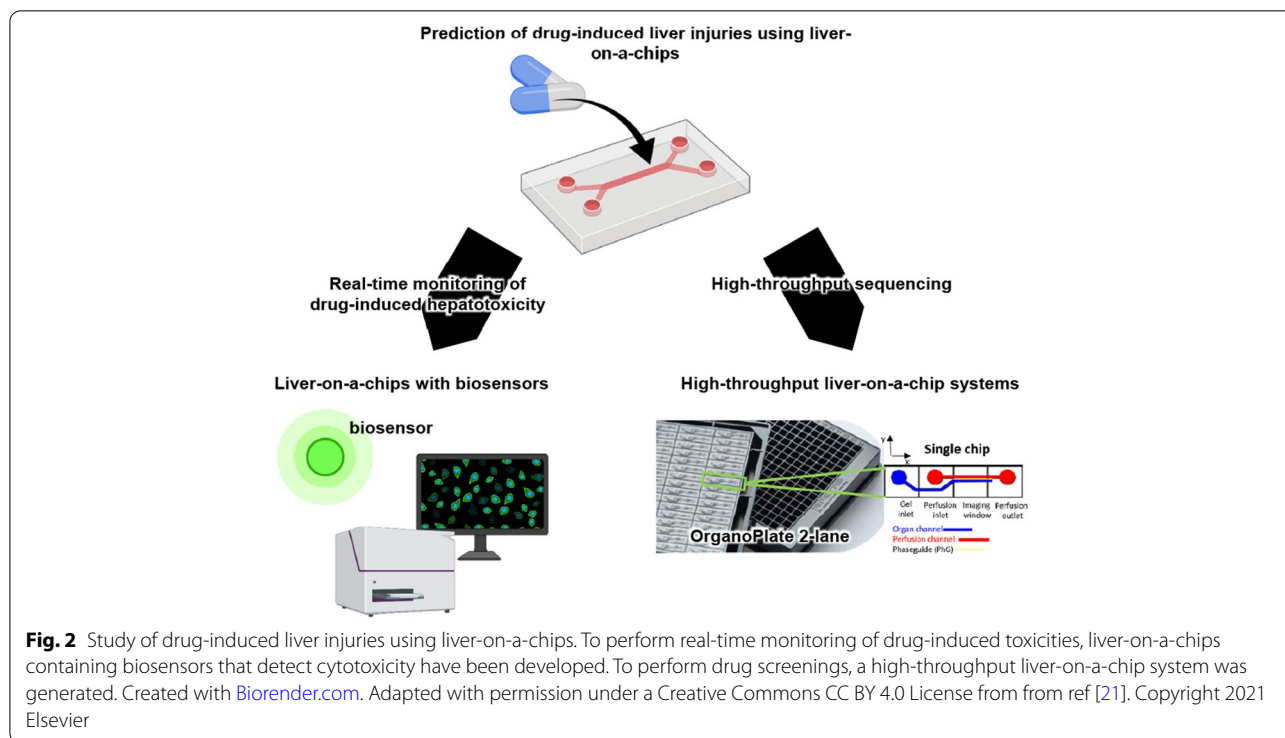 Prediction of drug-induced liver injuries using liver-
on-a-chips
Real-time monitoring of
drug-induced hepatotoxicity
High-throughput sequencing
Liver-on-a-chips with biosensors
biosensor
High-throughput liver-on-a-chip systems
OrganoPlate 2-lane
y
x
Single chip
Gel Perfusion Imaging Perfusion
inlet inlet window outlet
Organ channel
Perfusion channel
Phaseguide (PhG)
Fig. 2 Study of drug-induced liver injuries using liver-on-a-chips. To perform real-time monitoring of drug-induced toxicities, liver-on-a-chips
containing biosensors that detect cytotoxicity have been developed. To perform drug screenings, a high-throughput liver-on-a-chip system was
generated. Created with Biorender.com. Adapted with permission under a Creative Commons CC BY 4.0 License from from ref [21]. Copyright 2021
Elsevier